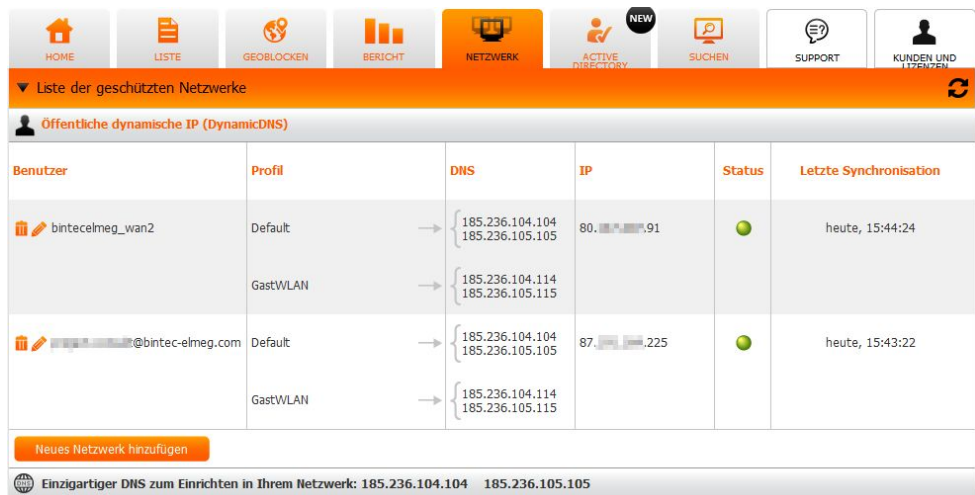 HOME
LISTE
GEOBLOCKEN
BERICHT
NETZWERK
NEW
ACTIVE
DIRECTORY
SUCHEN
SUPPORT
KUNDEN UND
LIZENZEN
Liste der geschützten Netzwerke
Öffentliche dynamische IP (DynamicDNS)
Benutzer Profil DNS IP Status Letzte Synchronisation
bintecelmeg_wan2 Default 185.236.104.104 80. .91 heute, 15:44:24
185.236.105.105
GastWLAN 185.236.104.114
185.236.105.115
@bintec-elmeg.com Default 185.236.104.104 87. .225 heute, 15:43:22
185.236.105.105
GastWLAN 185.236.104.114
185.236.105.115
Neues Netzwerk hinzufügen
DNS Einzigartiger DNS zum Einrichten in Ihrem Netzwerk: 185.236.104.104 185.236.105.105